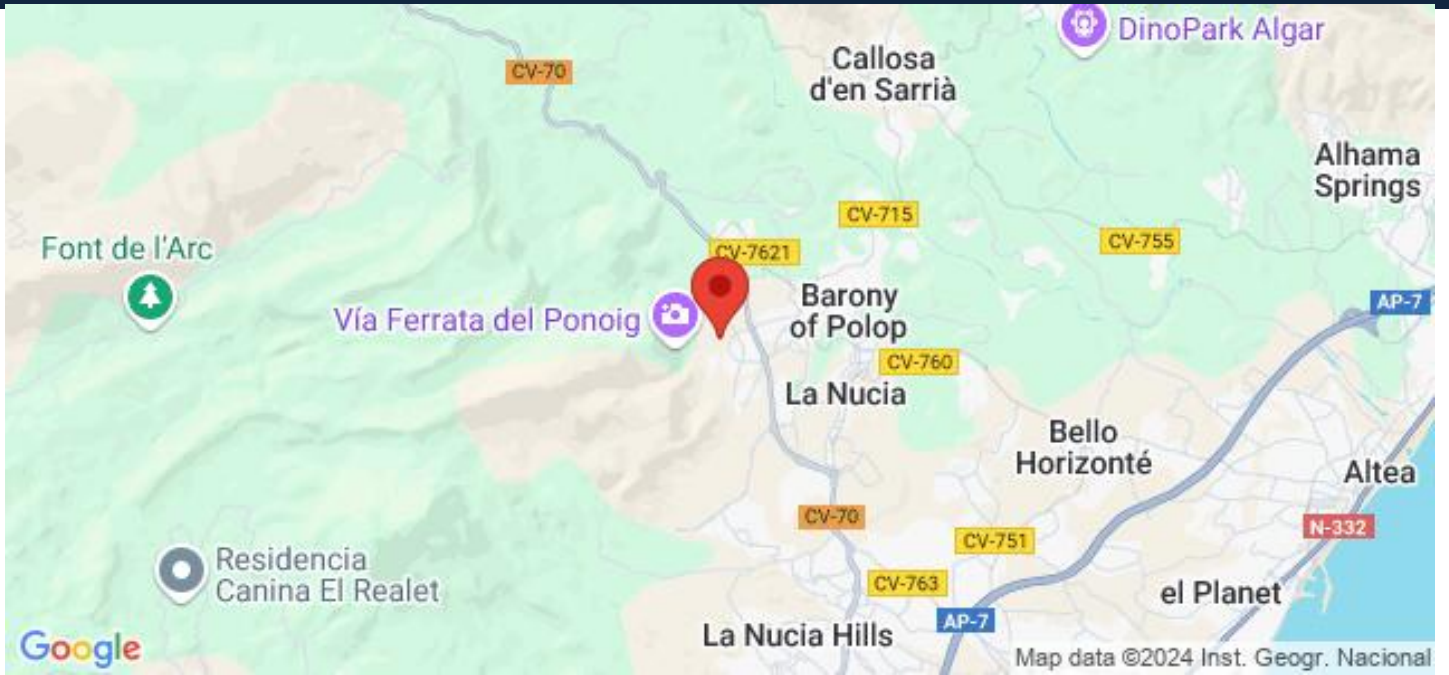 DinoPark Algar
Callosa
d'en Sarrià
CV-70
Alhama
Springs
CV-715
CV-755
Font de l'Arc
CV-7621
Barony
of Polop
AP-7
Vía Ferrata del Ponoig
CV-760
La Nucia
Bello
Horizonté
Altea
CV-70
N-332
CV-751
Residencia
Canina El Realet
CV-763
el Planet
AP-7
La Nucia Hills
Google
Map data ©2024 Inst. Geogr. Nacional